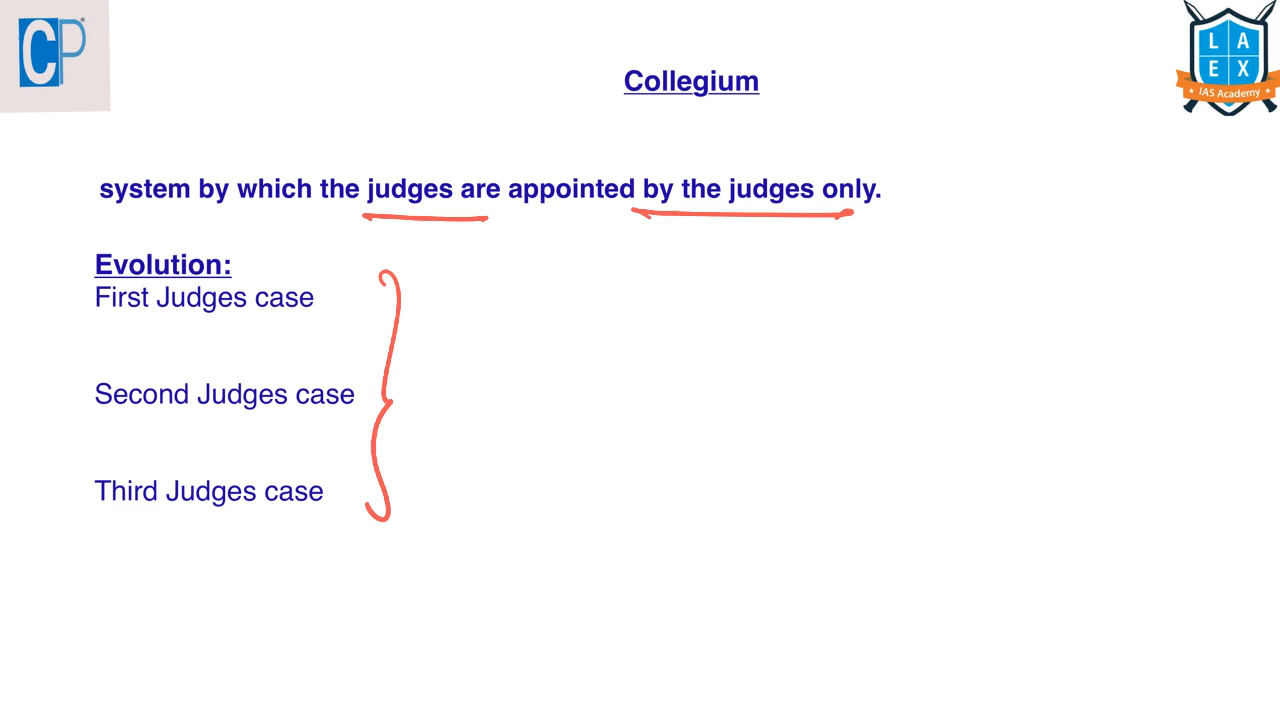 CP
L A
E X
IAS Academy
Collegium
system by which the judges are appointed by the judges only.
Evolution:
First Judges case
Second Judges case
Third Judges case